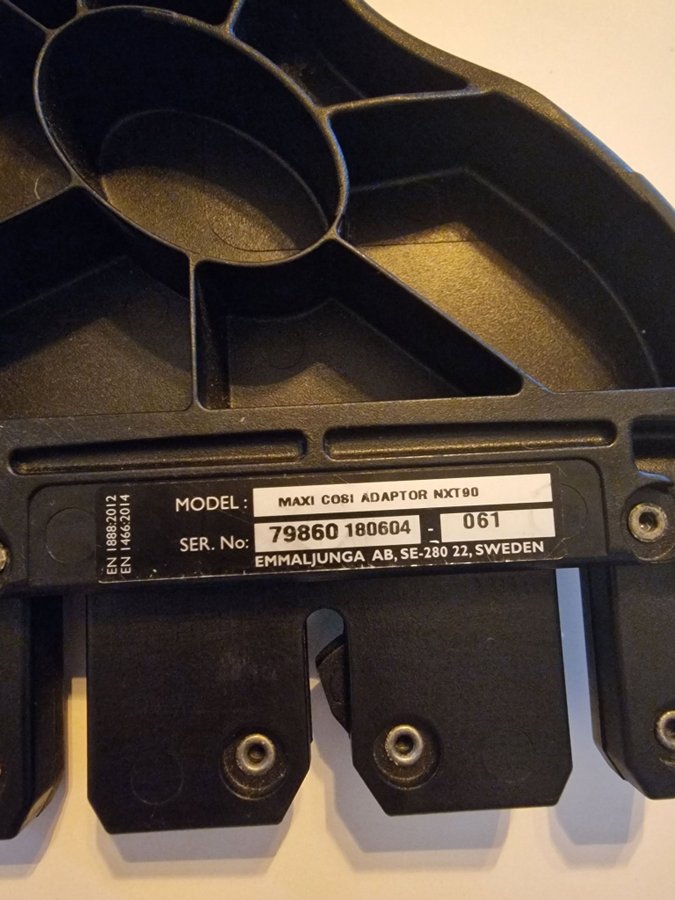 EN 1888:2012
EN 1466:2014
MODEL : MAXI COSI ADAPTOR NXT90
SER. No: 79860 180604 - 061
EMMALJUNGA AB, SE-280 22, SWEDEN